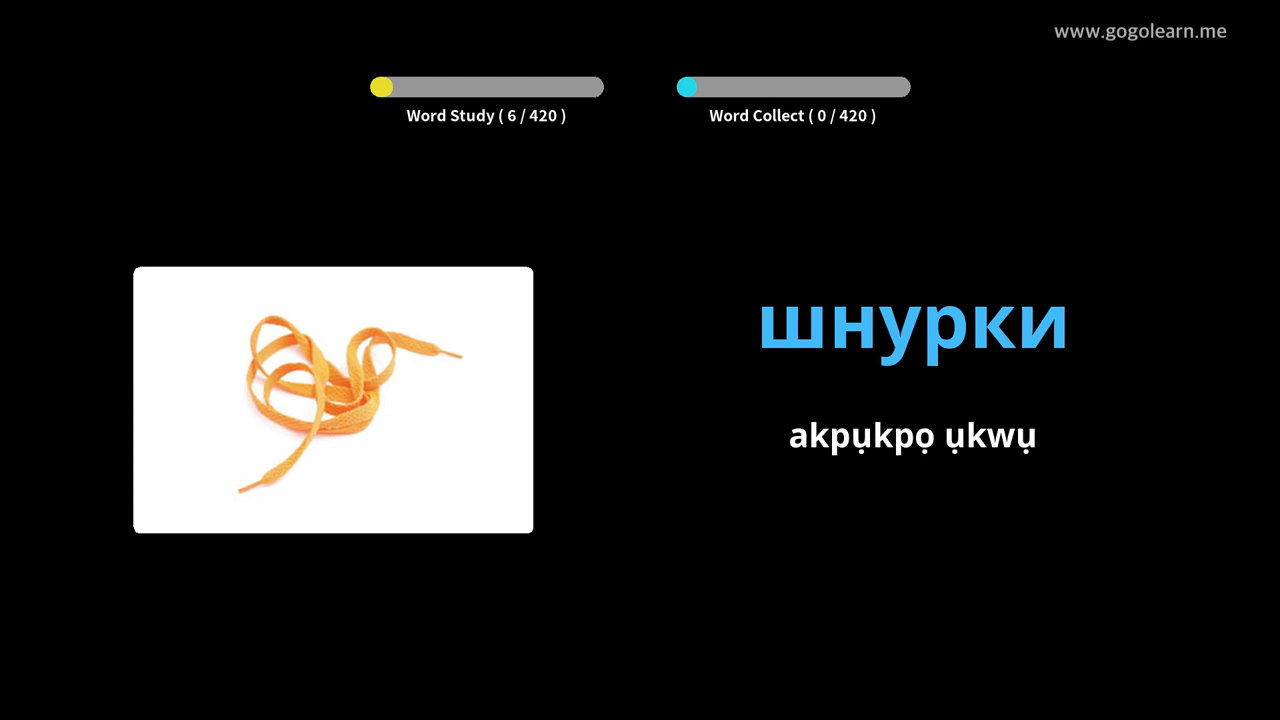 www.gogolearn.me
Word Study ( 6 / 420 )
Word Collect ( 0 / 420 )
шнурки
akpụkpọ ụkwụ